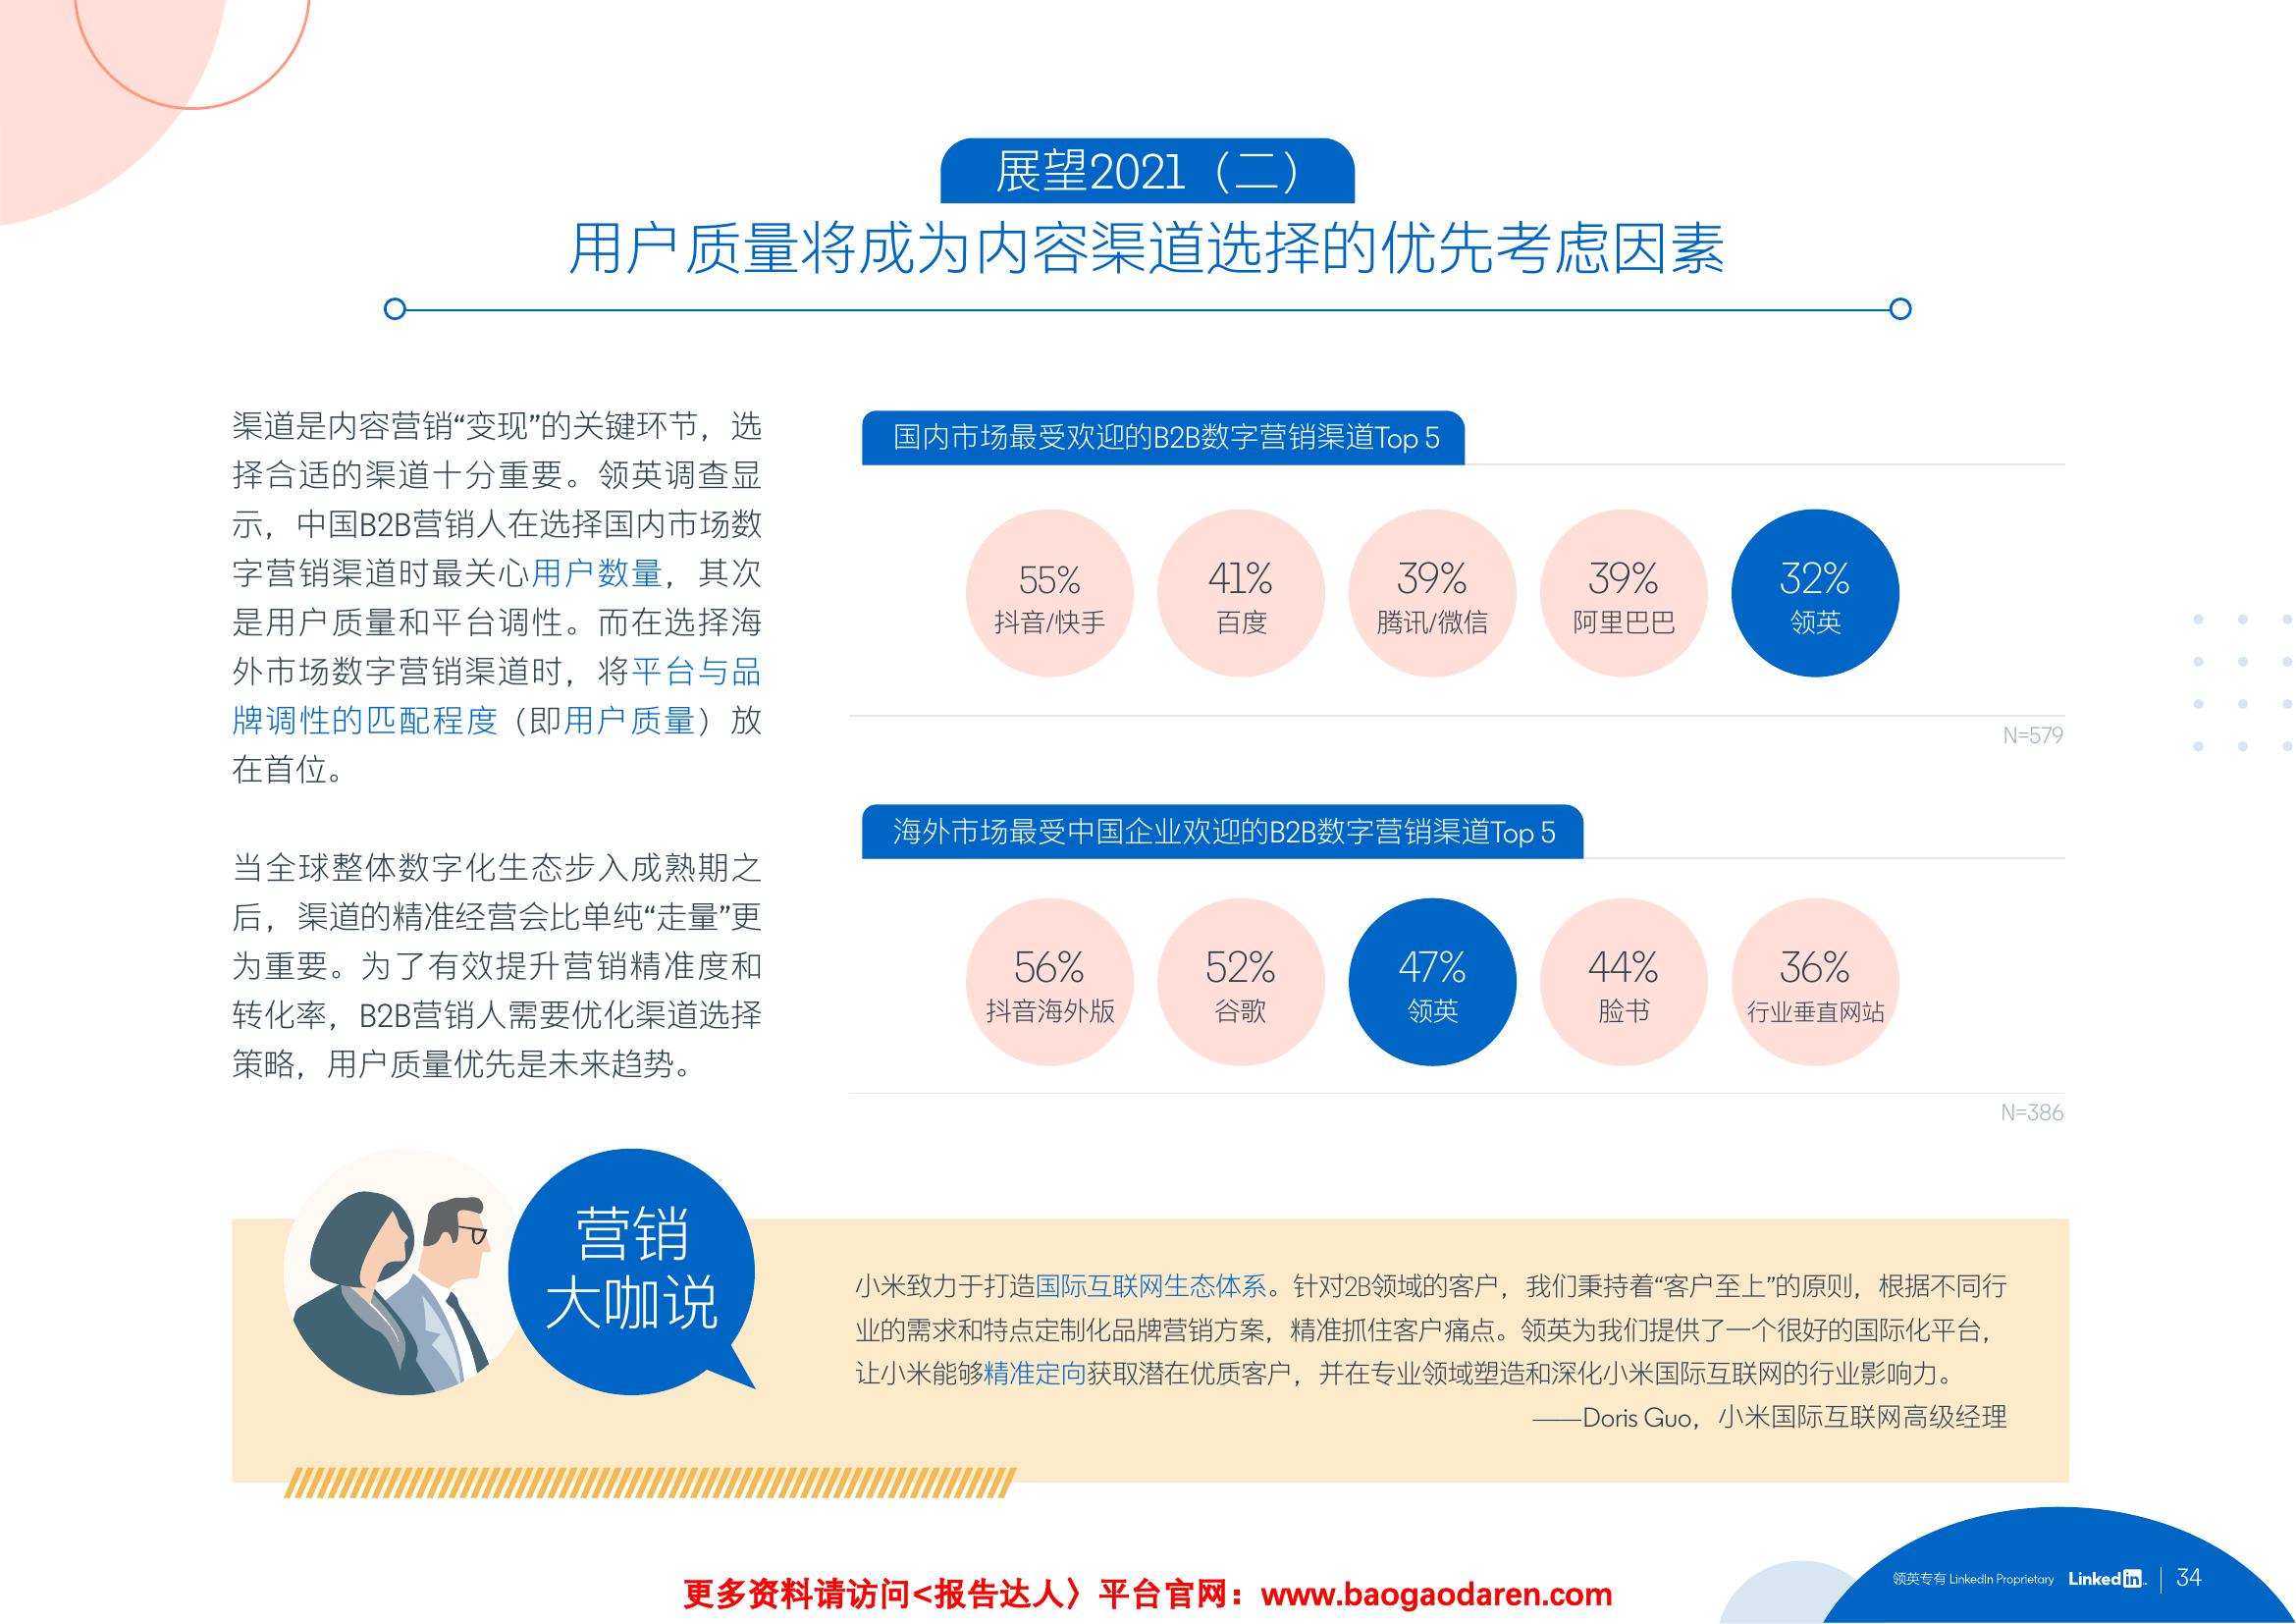 展望2021（二）
用户质量将成为内容渠道选择的优先考虑因素
渠道是内容营销“变现”的关键环节，选
择合适的渠道十分重要。领英调查显
示，中国B2B营销人在选择国内市场数
字营销渠道时最关心用户数量，其次
是用户质量和平台调性。而在选择海
外市场数字营销渠道时，将平台与品
牌调性的匹配程度（即用户质量）放
在首位。
当全球整体数字化生态步入成熟期之
后，渠道的精准经营会比单纯“走量”更
为重要。为了有效提升营销精准度和
转化率，B2B营销人需要优化渠道选择
策略，用户质量优先是未来趋势。
国内市场最受欢迎的B2B数字营销渠道Top 5
55%
抖音/快手
41%
百度
39%
腾讯/微信
39%
阿里巴巴
32%
领英
N=579
海外市场最受中国企业欢迎的B2B数字营销渠道Top 5
56%
抖音海外版
52%
谷歌
47%
领英
44%
脸书
36%
行业垂直网站
N=386
营销
大咖说
小米致力于打造国际互联网生态体系。针对2B领域的客户，我们秉持着“客户至上”的原则，根据不同行
业的需求和特点定制化品牌营销方案，精准抓住客户痛点。领英为我们提供了一个很好的国际化平台，
让小米能够精准定向获取潜在优质客户，并在专业领域塑造和深化小米国际互联网的行业影响力。
——Doris Guo，小米国际互联网高级经理
更多资料请访问<报告达人〉平台官网：www.baogaodaren.com
领英专有 LinkedIn Proprietary LinkedIn 34